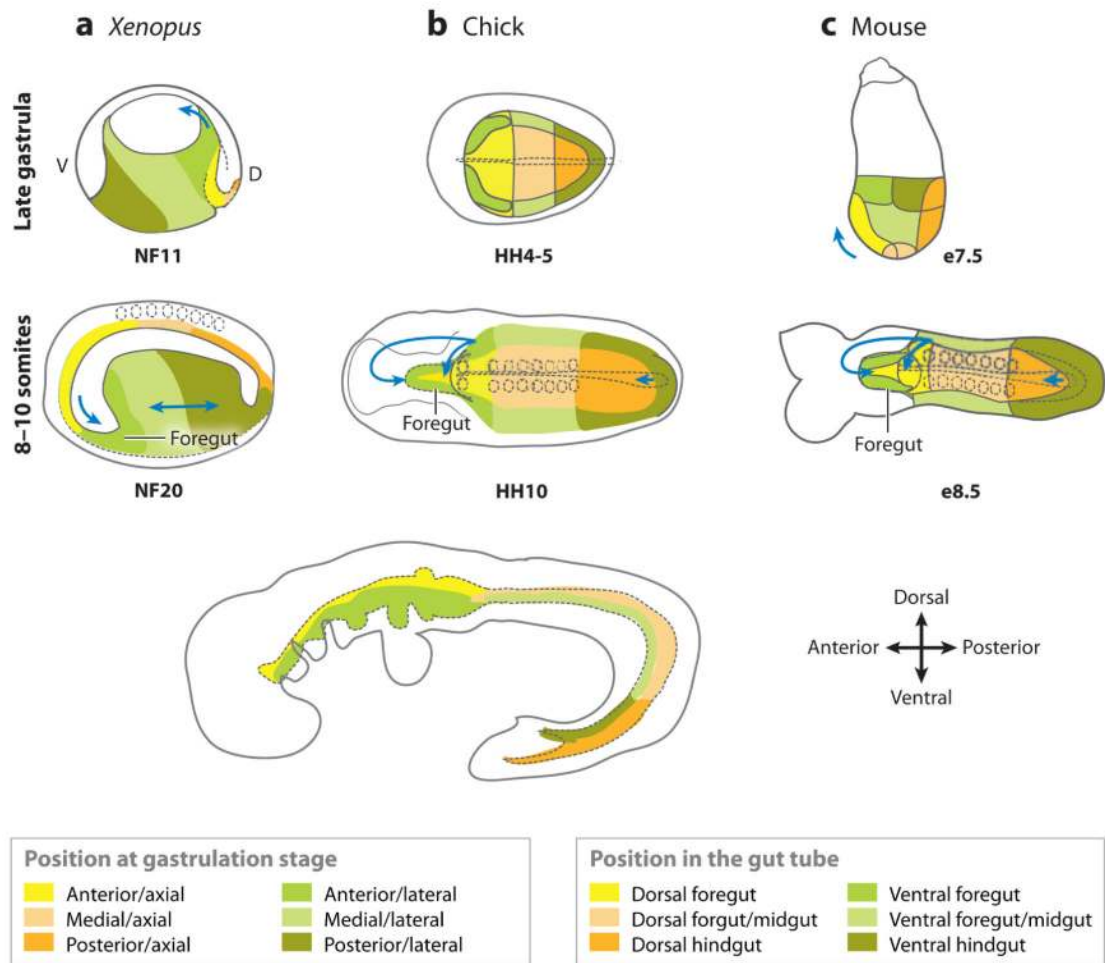 a Xenopus
b Chick
c Mouse
Late gastrula
V
D
NF11
HH4-5
e7.5
8–10 somites
Foregut
Foregut
Foregut
NF20
HH10
e8.5
Dorsal
Anterior
Posterior
Ventral
Position at gastrulation stage
Anterior/axial
Anterior/lateral
Medial/axial
Medial/lateral
Posterior/axial
Posterior/lateral
Position in the gut tube
Dorsal foregut
Ventral foregut
Dorsal forgut/midgut
Ventral foregut/midgut
Dorsal hindgut
Ventral hindgut